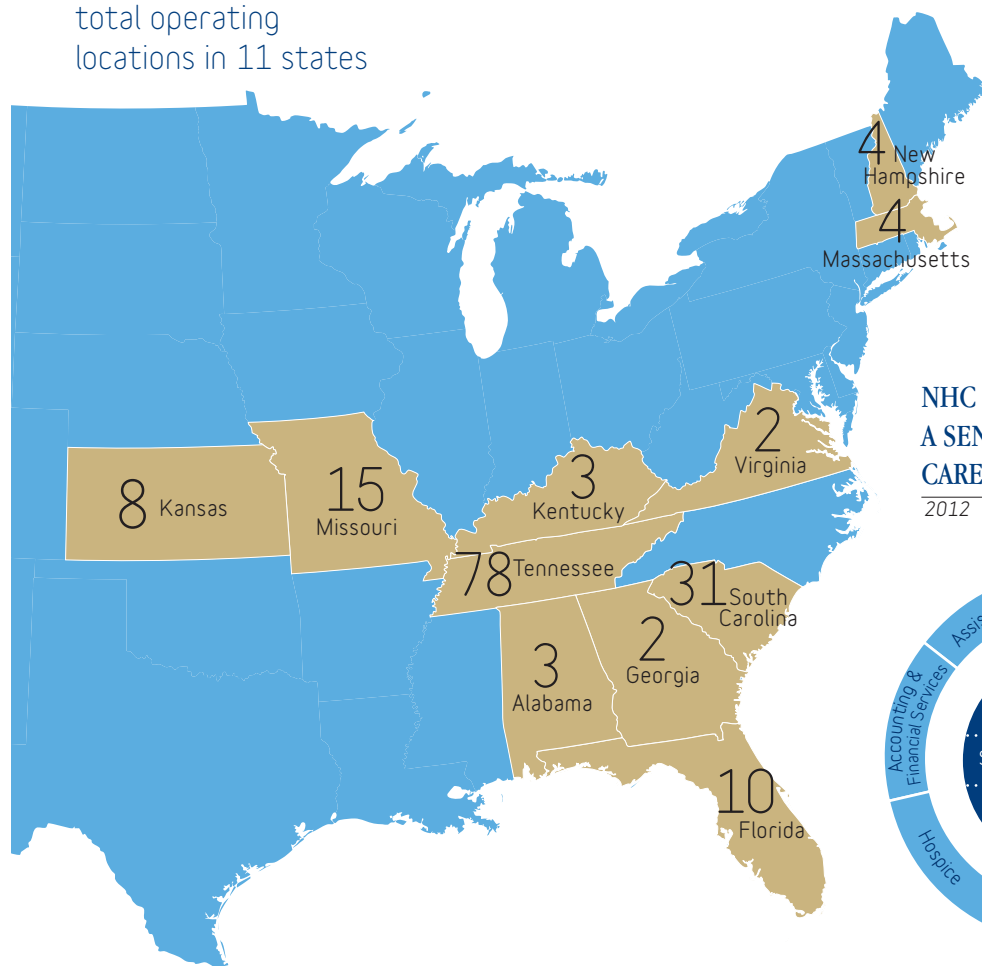 total operating
locations in 11 states
4 New
Hampshire
4
Massachusetts
NHC
CARE
2012
2
Virginia
3
Kentucky
15
Missouri
8 Kansas
78 Tennessee
31 South
Carolina
2
Georgia
3
Alabama
10
Florida
Accounting &
Financial Services
Hospice